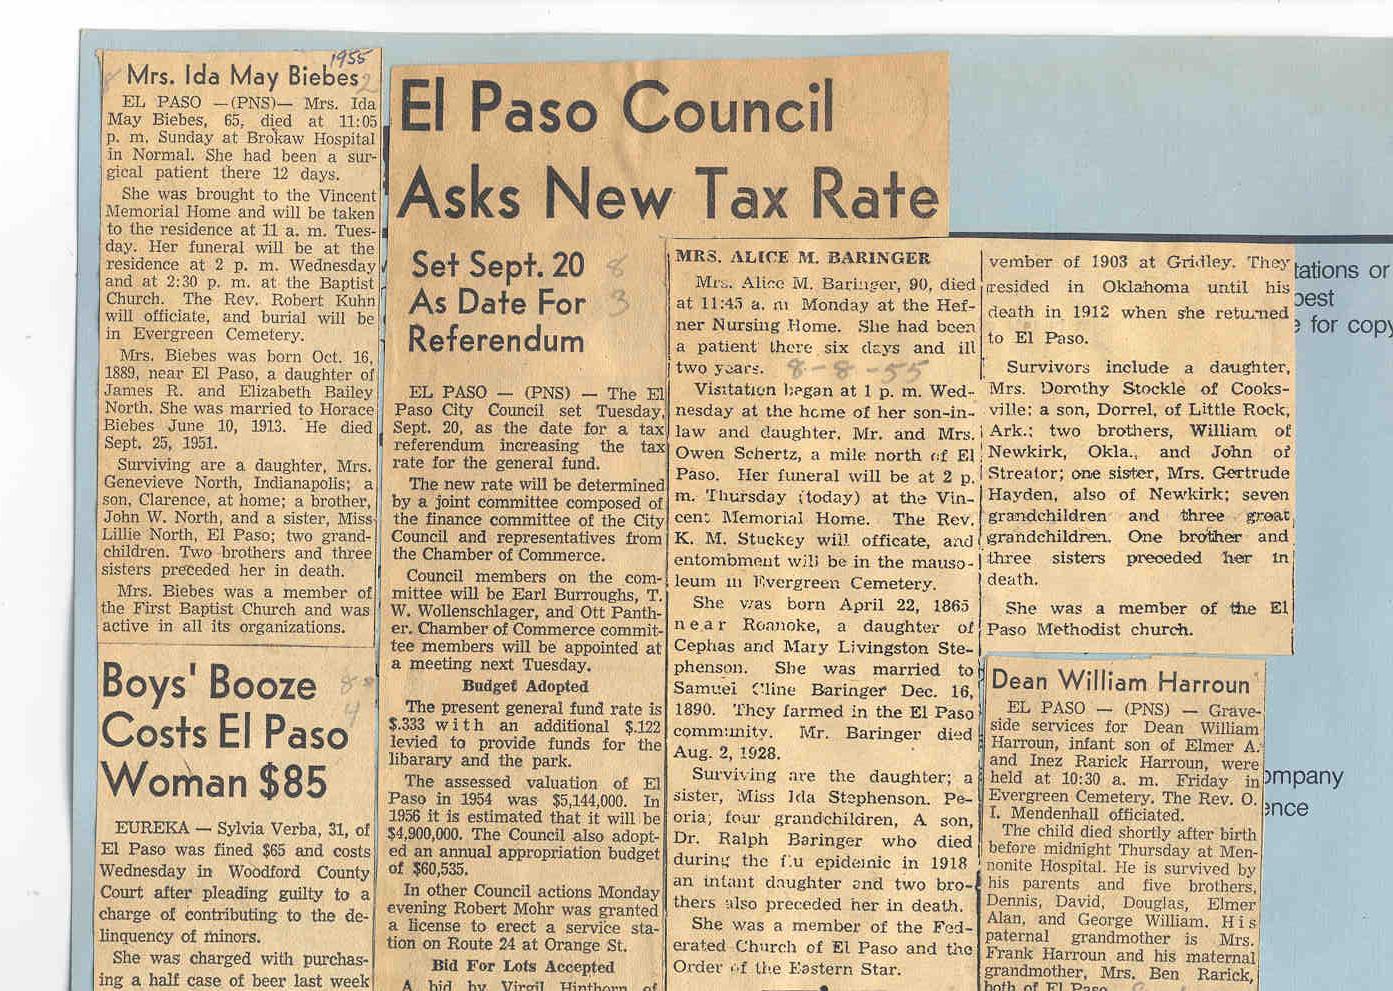 1955
8 Mrs. Ida May Biebes 2
EL PASO —(PNS)— Mrs. Ida
May Biebes, 65, died at 11:05
p. m. Sunday at Brokaw Hospital
in Normal. She had been a sur-
gical patient there 12 days.
She was brought to the Vincent
Memorial Home and will be taken
to the residence at 11 a. m. Tues-
day. Her funeral will be at the
residence at 2 p. m. Wednesday
and at 2:30 p. m. at the Baptist
Church. The Rev. Robert Kuhn
will officiate, and burial will be
in Evergreen Cemetery.
Mrs. Biebes was born Oct. 16,
1889, near El Paso, a daughter of
James R. and Elizabeth Bailey
North. She was married to Horace
Biebes June 10, 1913. He died
Sept. 25, 1951.
Surviving are a daughter, Mrs.
Genevieve North, Indianapolis; a
son, Clarence, at home; a brother,
John W. North, and a sister, Miss
Lillie North, El Paso; two grand-
children. Two brothers and three
sisters preceded her in death.
Mrs. Biebes was a member of
the First Baptist Church and was
active in all its organizations.
Boys' Booze 8
Costs El Paso 4
Woman $85
EUREKA — Sylvia Verba, 31, of
El Paso was fined $65 and costs
Wednesday in Woodford County
Court after pleading guilty to a
charge of contributing to the de-
linquency of minors.
She was charged with purchas-
ing a half case of beer last week
El Paso Council
Asks New Tax Rate
Set Sept. 20 8
As Date For 3
Referendum
EL PASO — (PNS) — The El
Paso City Council set Tuesday,
Sept. 20, as the date for a tax
referendum increasing the tax
rate for the general fund.
The new rate will be determined
by a joint committee composed of
the finance committee of the City
Council and representatives from
the Chamber of Commerce.
Council members on the com-
mittee will be Earl Burroughs, T.
W. Wollenschlager, and Ott Panth-
er. Chamber of Commerce commit-
tee members will be appointed at
a meeting next Tuesday.
Budget Adopted
The present general fund rate is
$.333 with an additional $.122
levied to provide funds for the
libarary and the park.
The assessed valuation of El
Paso in 1954 was $5,144,000. In
1956 it is estimated that it will be
$4,900,000. The Council also adopt-
ed an annual appropriation budget
of $60,535.
In other Council actions Monday
evening Robert Mohr was granted
a license to erect a service sta-
tion on Route 24 at Orange St.
Bid For Lots Accepted
A bid by Virgil Hinthorn of
MRS. ALICE M. BARINGER
Mrs. Alice M. Baringer, 90, died
at 11:45 a. m Monday at the Hef-
ner Nursing Home. She had been
a patient there six days and ill
two years. 8-8-55
Visitation began at 1 p. m. Wed-
nesday at the home of her son-in-
law and daughter, Mr. and Mrs.
Owen Schertz, a mile north of El
Paso. Her funeral will be at 2 p.
m. Thursday (today) at the Vin-
cent Memorial Home. The Rev.
K. M. Stuckey will officate, and
entombment will be in the mauso-
leum in Evergreen Cemetery.
She was born April 22, 1865
near Roanoke, a daughter of
Cephas and Mary Livingston Ste-
phenson. She was married to
Samuel Cline Baringer Dec. 16,
1890. They farmed in the El Paso
community. Mr. Baringer died
Aug. 2, 1928.
Surviving are the daughter; a
sister, Miss Ida Stephenson. Pe-
oria; four grandchildren, A son,
Dr. Ralph Baringer who died
during the flu epidemic in 1918
an infant daughter and two bro-
thers also preceded her in death.
She was a member of the Fed-
erated Church of El Paso and the
Order of the Eastern Star.
vember of 1903 at Gridley. They
resided in Oklahoma until his
death in 1912 when she returned
to El Paso.
Survivors include a daughter,
Mrs. Dorothy Stockle of Cooks-
ville; a son, Dorrel, of Little Rock,
Ark.; two brothers, William of
Newkirk, Okla., and John of
Streator; one sister, Mrs. Gertrude
Hayden, also of Newkirk; seven
grandchildren and three great
grandchildren. One brother and
three sisters preceded her in
death.
She was a member of the El
Paso Methodist church.
Dean William Harroun
EL PASO — (PNS) — Grave-
side services for Dean William
Harroun, infant son of Elmer A.
and Inez Rarick Harroun, were
held at 10:30 a. m. Friday in
Evergreen Cemetery. The Rev. O.
I. Mendenhall officiated.
The child died shortly after birth
before midnight Thursday at Men-
nonite Hospital. He is survived by
his parents and five brothers,
Dennis, David, Douglas, Elmer
Alan, and George William. His
paternal grandmother is Mrs.
Frank Harroun and his maternal
grandmother, Mrs. Ben Rarick,
both of El Paso.
tations or
best
for copy
ompany
ence